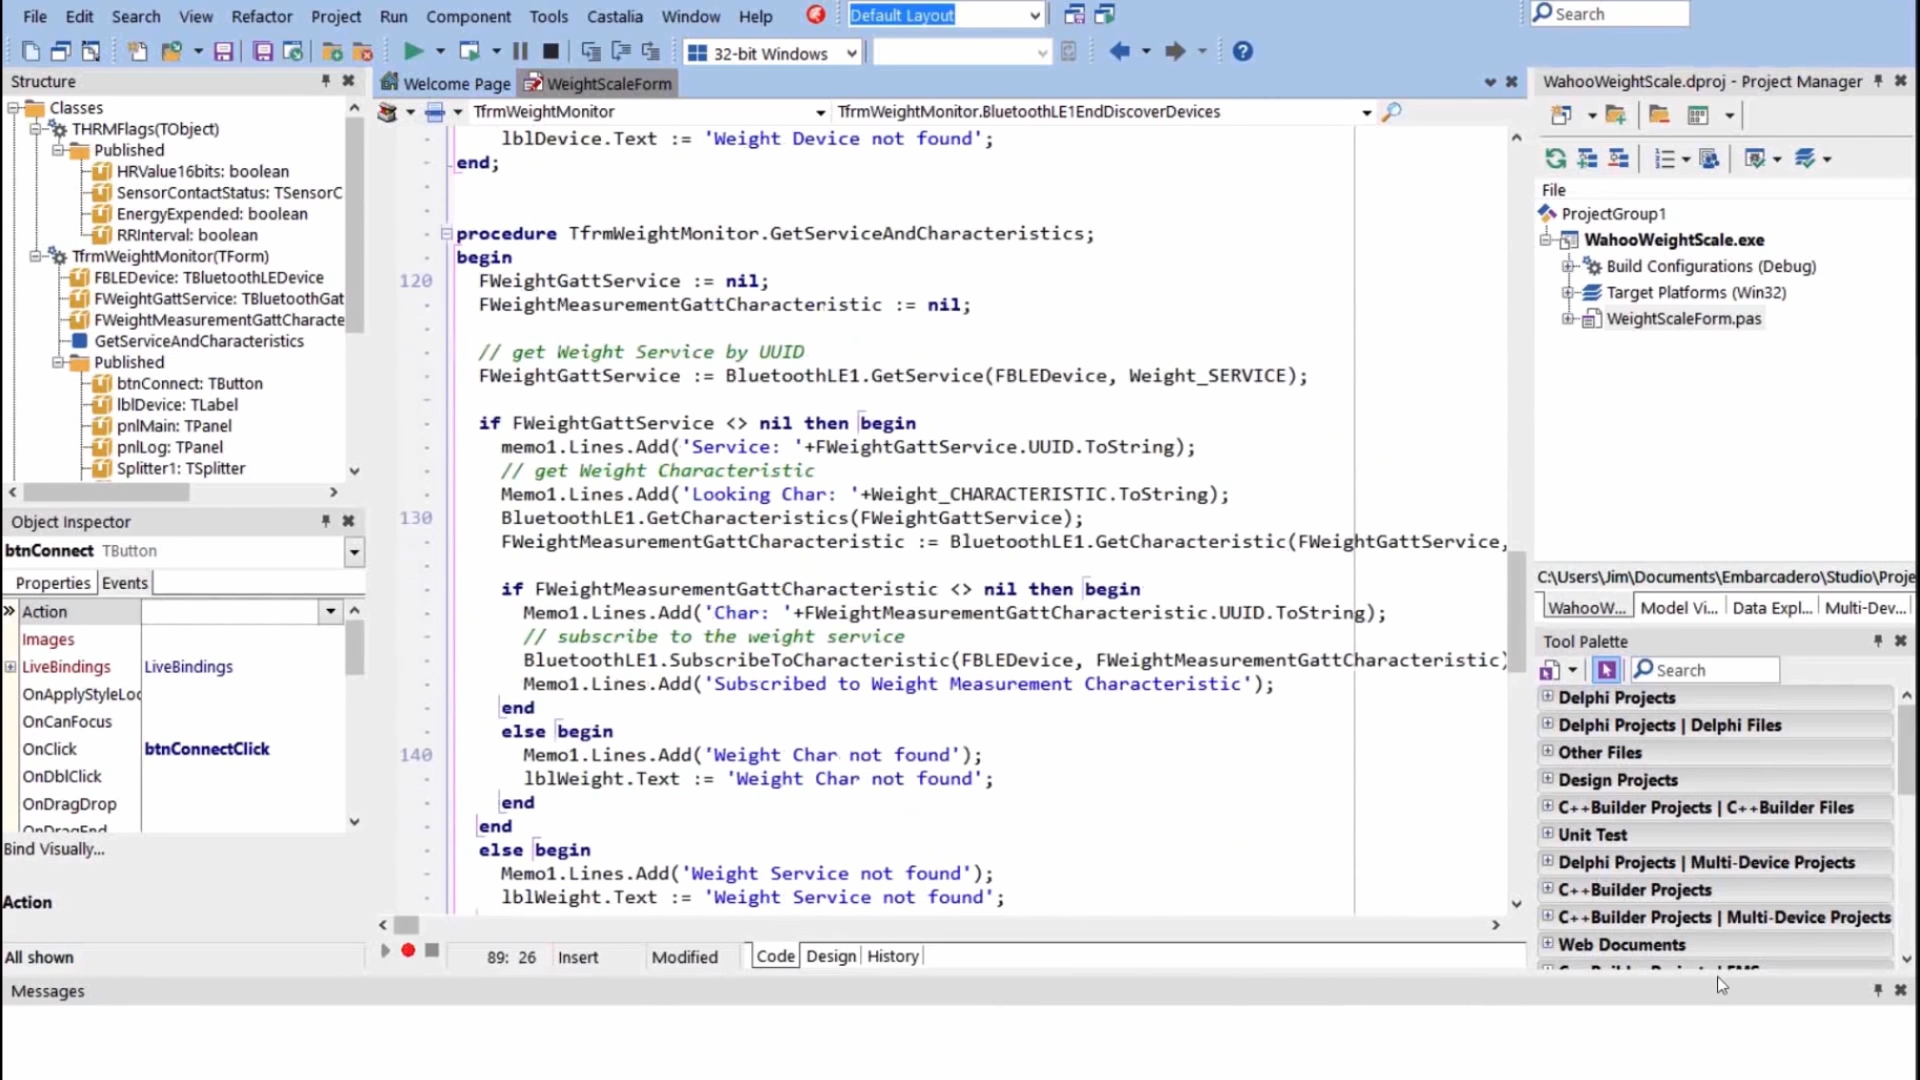 File Edit Search View Refactor Project Run Component Tools Castalia Window Help Default Layout Search
32-bit Windows
Structure
Classes
THRMFlags(TObject)
Published
HRValue16bits: boolean
SensorContactStatus: TSensorC
EnergyExpended: boolean
RRInterval: boolean
TfrmWeightMonitor(TForm)
FBLEDevice: TBluetoothLEDevice
FWeightGattService: TBluetoothGat
FWeightMeasurementGattCharacte
GetServiceAndCharacteristics
Published
btnConnect: TButton
lblDevice: TLabel
pnlMain: TPanel
pnlLog: TPanel
Splitter1: TSplitter
Object Inspector
btnConnect TButton
Properties Events
Action
Images
LiveBindings LiveBindings
OnApplyStyleLoo
OnCanFocus
OnClick btnConnectClick
OnDblClick
OnDragDrop
OnDragEnd
Bind Visually...
Action
All shown
Welcome Page WeightScaleForm
TfrmWeightMonitor TfrmWeightMonitor.BluetoothLE1EndDiscoverDevices
lblDevice.Text := 'Weight Device not found';
end;
procedure TfrmWeightMonitor.GetServiceAndCharacteristics;
begin
120 FWeightGattService := nil;
FWeightMeasurementGattCharacteristic := nil;
// get Weight Service by UUID
FWeightGattService := BluetoothLE1.GetService(FBLEDevice, Weight_SERVICE);
if FWeightGattService <> nil then begin
memo1.Lines.Add('Service: '+FWeightGattService.UUID.ToString);
// get Weight Characteristic
Memo1.Lines.Add('Looking Char: '+Weight_CHARACTERISTIC.ToString);
130 BluetoothLE1.GetCharacteristics(FWeightGattService);
FWeightMeasurementGattCharacteristic := BluetoothLE1.GetCharacteristic(FWeightGattService,
if FWeightMeasurementGattCharacteristic <> nil then begin
Memo1.Lines.Add('Char: '+FWeightMeasurementGattCharacteristic.UUID.ToString);
// subscribe to the weight service
BluetoothLE1.SubscribeToCharacteristic(FBLEDevice, FWeightMeasurementGattCharacteristic)
Memo1.Lines.Add('Subscribed to Weight Measurement Characteristic');
end
else begin
140 Memo1.Lines.Add('Weight Char not found');
lblWeight.Text := 'Weight Char not found';
end
end
else begin
Memo1.Lines.Add('Weight Service not found');
lblWeight.Text := 'Weight Service not found';
89: 26 Insert Modified Code Design History
WahooWeightScale.dproj - Project Manager
File
ProjectGroup1
WahooWeightScale.exe
Build Configurations (Debug)
Target Platforms (Win32)
WeightScaleForm.pas
C:\Users\Jim\Documents\Embarcadero\Studio\Proje
WahooW... Model Vi... Data Expl... Multi-Dev...
Tool Palette
Search
Delphi Projects
Delphi Projects | Delphi Files
Other Files
Design Projects
C++Builder Projects | C++Builder Files
Unit Test
Delphi Projects | Multi-Device Projects
C++Builder Projects
C++Builder Projects | Multi-Device Projects
Web Documents
Messages